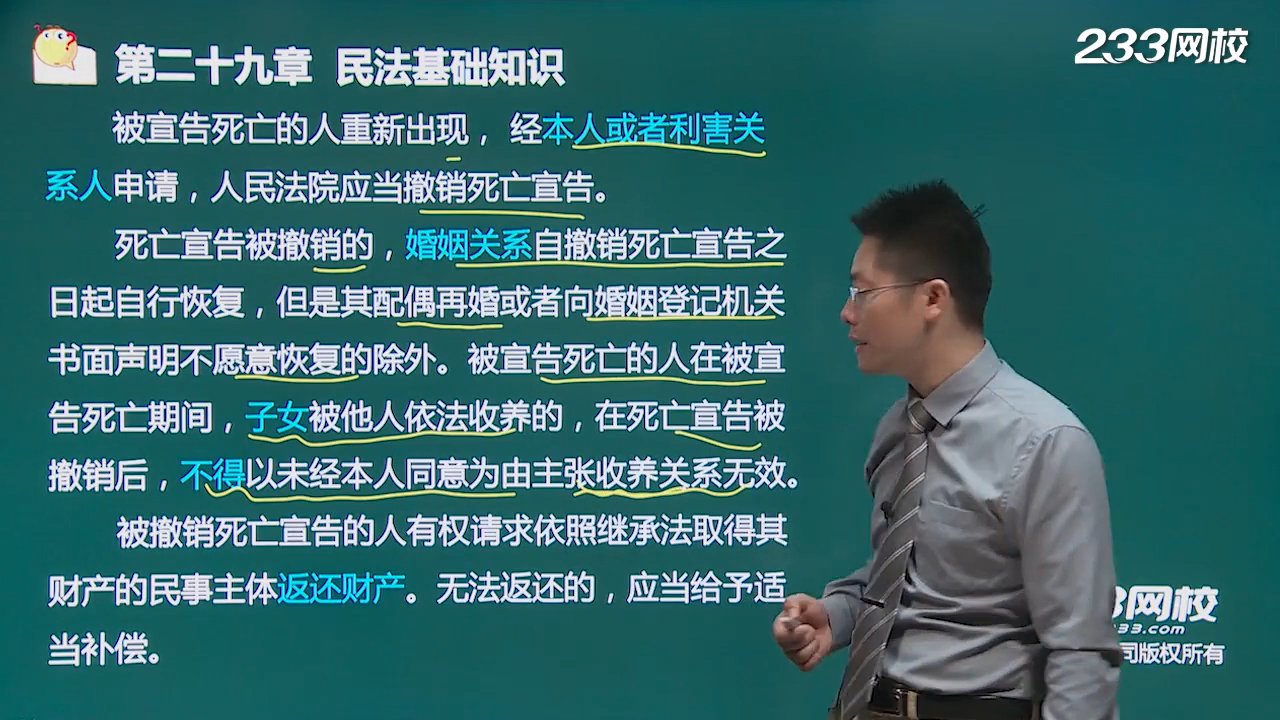 233网校
第二十九章 民法基础知识
被宣告死亡的人重新出现，经本人或者利害关
系人申请，人民法院应当撤销死亡宣告。
死亡宣告被撤销的，婚姻关系自撤销死亡宣告之
日起自行恢复，但是其配偶再婚或者向婚姻登记机关
书面声明不愿意恢复的除外。被宣告死亡的人在被宣
告死亡期间，子女被他人依法收养的，在死亡宣告被
撤销后，不得以未经本人同意为由主张收养关系无效。
被撤销死亡宣告的人有权请求依照继承法取得其
财产的民事主体返还财产。无法返还的，应当给予适
当补偿。
3网校
33.com
司版权所有